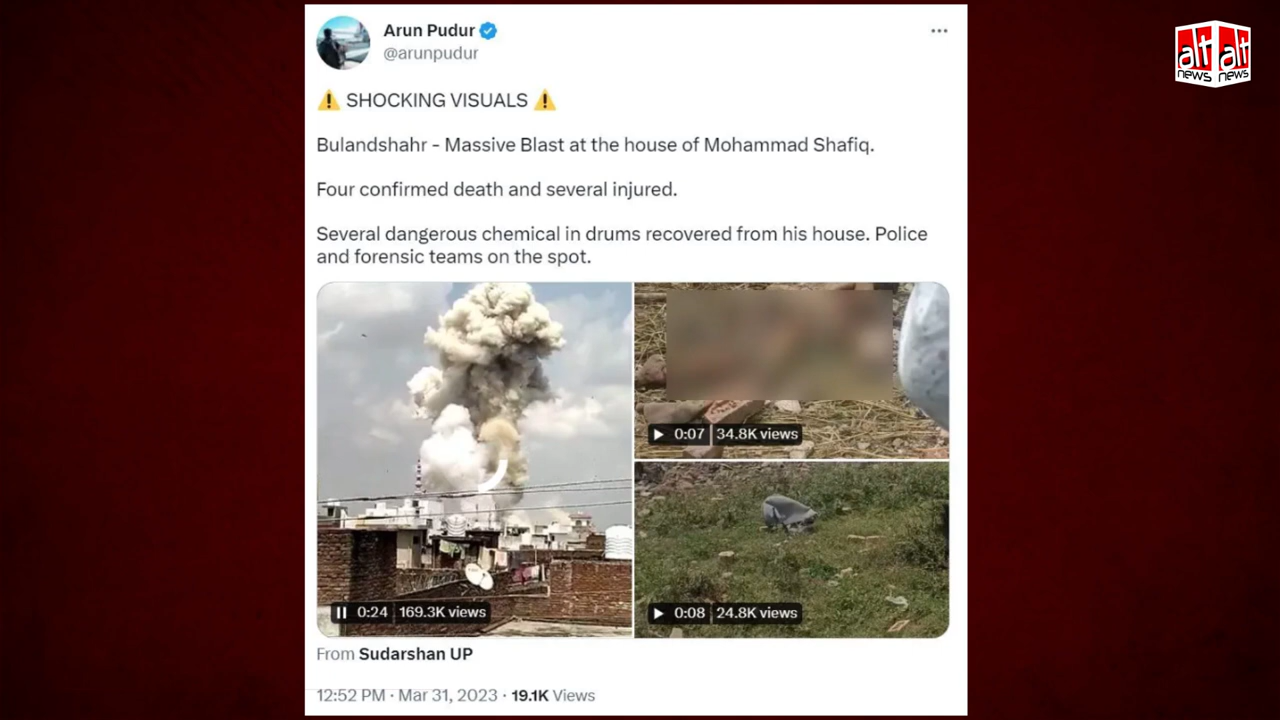 Arun Pudur
@arunpudur
⚠ SHOCKING VISUALS ⚠
Bulandshahr - Massive Blast at the house of Mohammad Shafiq.
Four confirmed death and several injured.
Several dangerous chemical in drums recovered from his house. Police
and forensic teams on the spot.
0:24 169.3K views
0:07 34.8K views
0:08 24.8K views
From Sudarshan UP
12:52 PM · Mar 31, 2023 · 19.1K Views
alt alt
news news